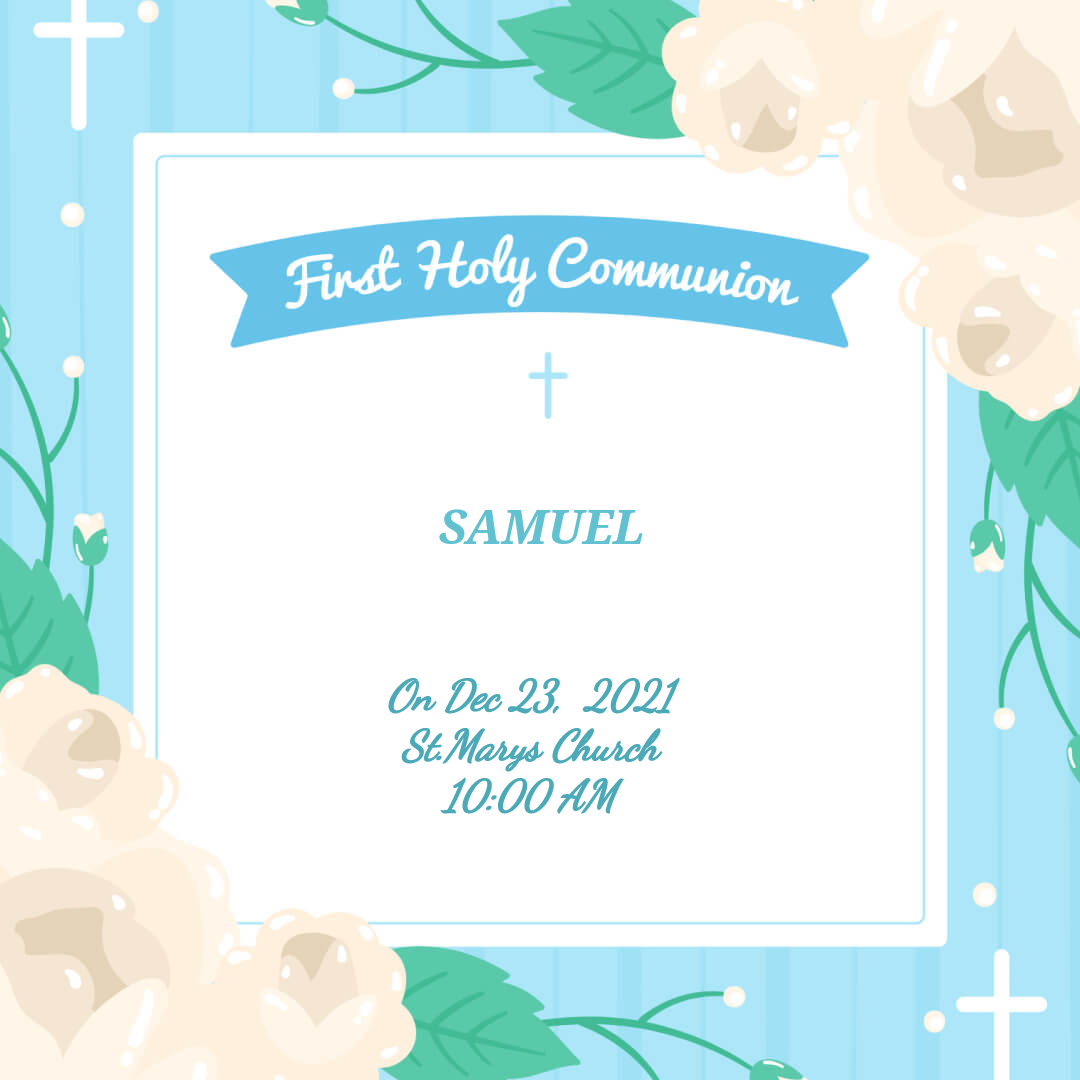 First Holy Communion
SAMUEL
On Dec 23, 2021
St.Marys Church
10:00 AM